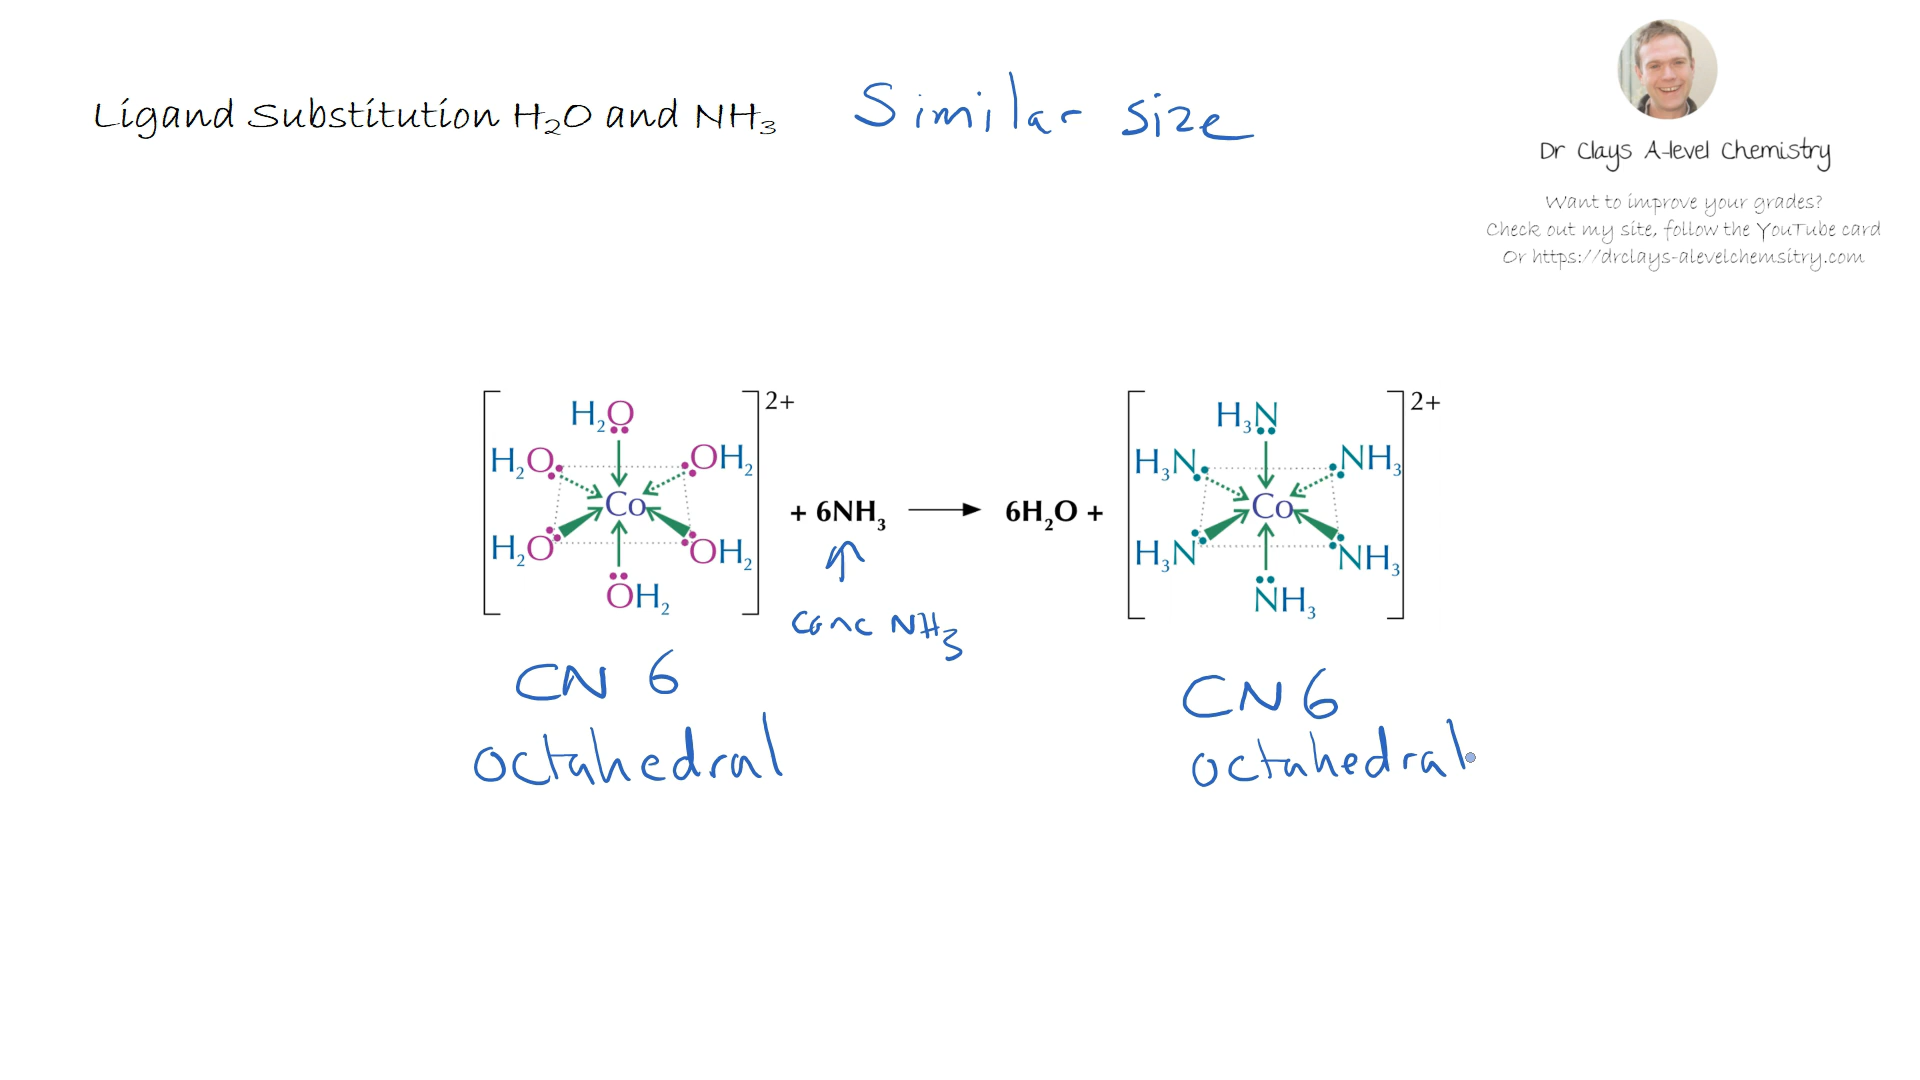 Ligand Substitution H₂O and NH₃ Similar size
Dr Clays A-level Chemistry
Want to improve your grades?
Check out my site, follow the YouTube card
Or https://drclays-alevelchemsitry.com
H₂O
H₂O OH₂
Co
H₂O OH₂
OH₂
2+
+ 6NH₃ ⟶ 6H₂O +
H₃N
H₃N NH₃
Co
H₃N NH₃
NH₃
2+
conc NH₃
CN 6
octahedral
CN 6
octahedral